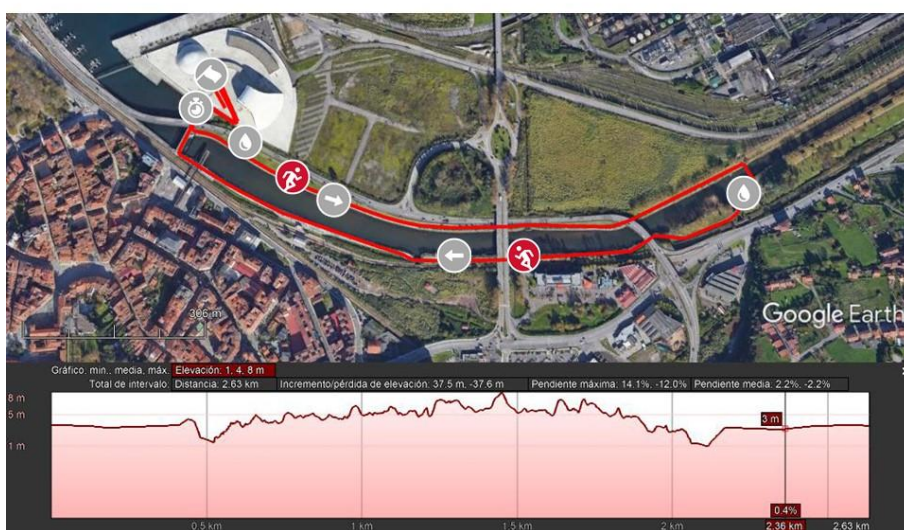 306 m
Google Earth
Gráfico: min., media, máx. Elevación: 1, 4, 8 m
Total de intervalo: Distancia: 2.63 km Incremento/pérdida de elevación: 37.5 m, -37.6 m Pendiente máxima: 14.1%, -12.0% Pendiente media: 2.2%, -2.2%
8 m
5 m
1 m
3 m
0.4%
0.5 km 1 km 1.5 km 2 km 2.36 km 2.63 km